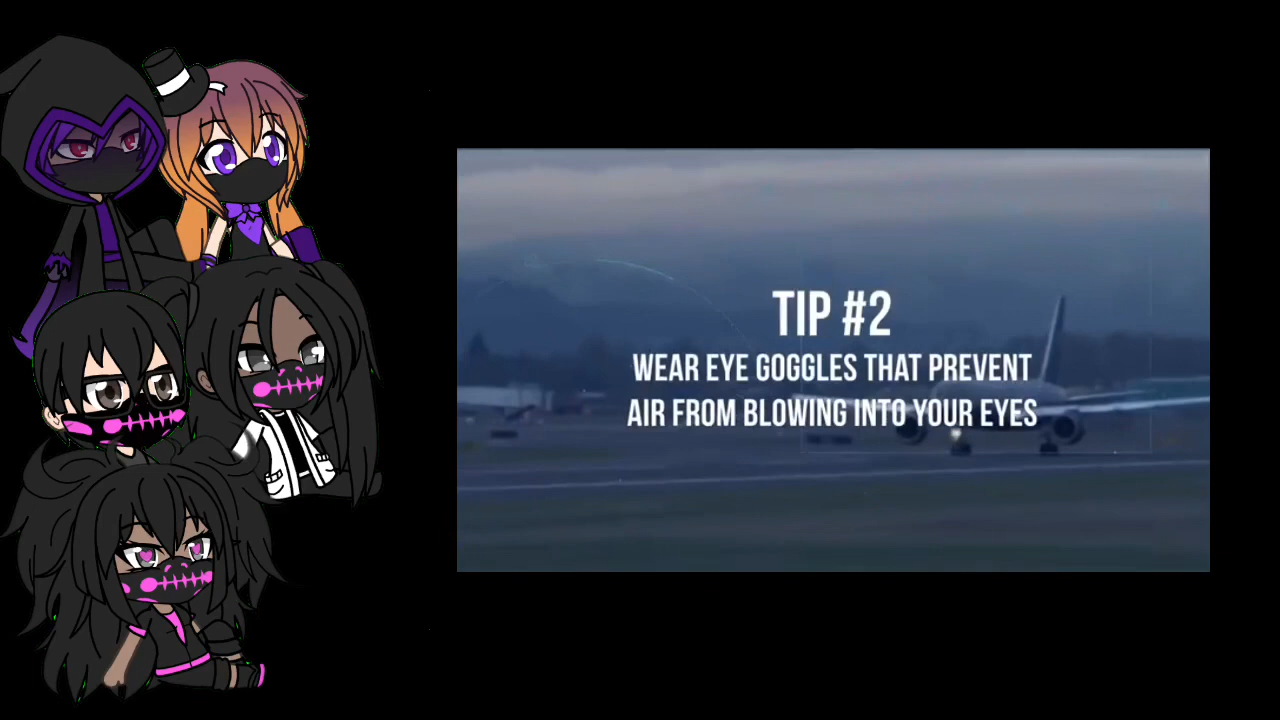 TIP #2
WEAR EYE GOGGLES THAT PREVENT
AIR FROM BLOWING INTO YOUR EYES